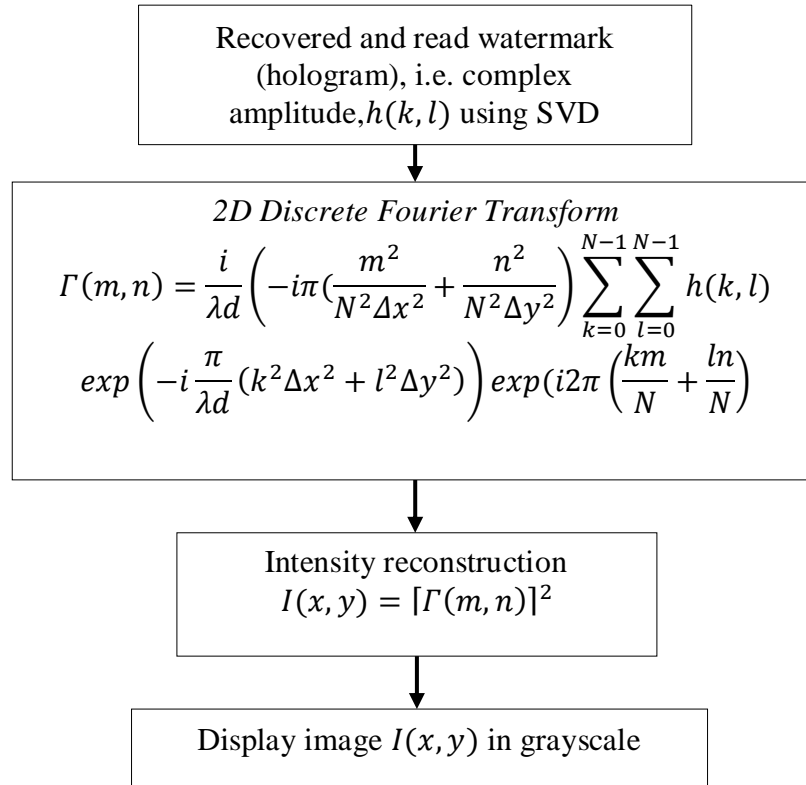 Recovered and read watermark
(hologram), i.e. complex
amplitude,h(k, l) using SVD
2D Discrete Fourier Transform
Γ(m, n) = i/λd (−iπ(m²/N²Δx² + n²/N²Δy²) ∑_{k=0}^{N−1} ∑_{l=0}^{N−1} h(k, l)
exp (−i π/λd (k²Δx² + l²Δy²)) exp(i2π (km/N + ln/N)
Intensity reconstruction
I(x, y) = ⌈Γ(m, n)⌉²
Display image I(x, y) in grayscale